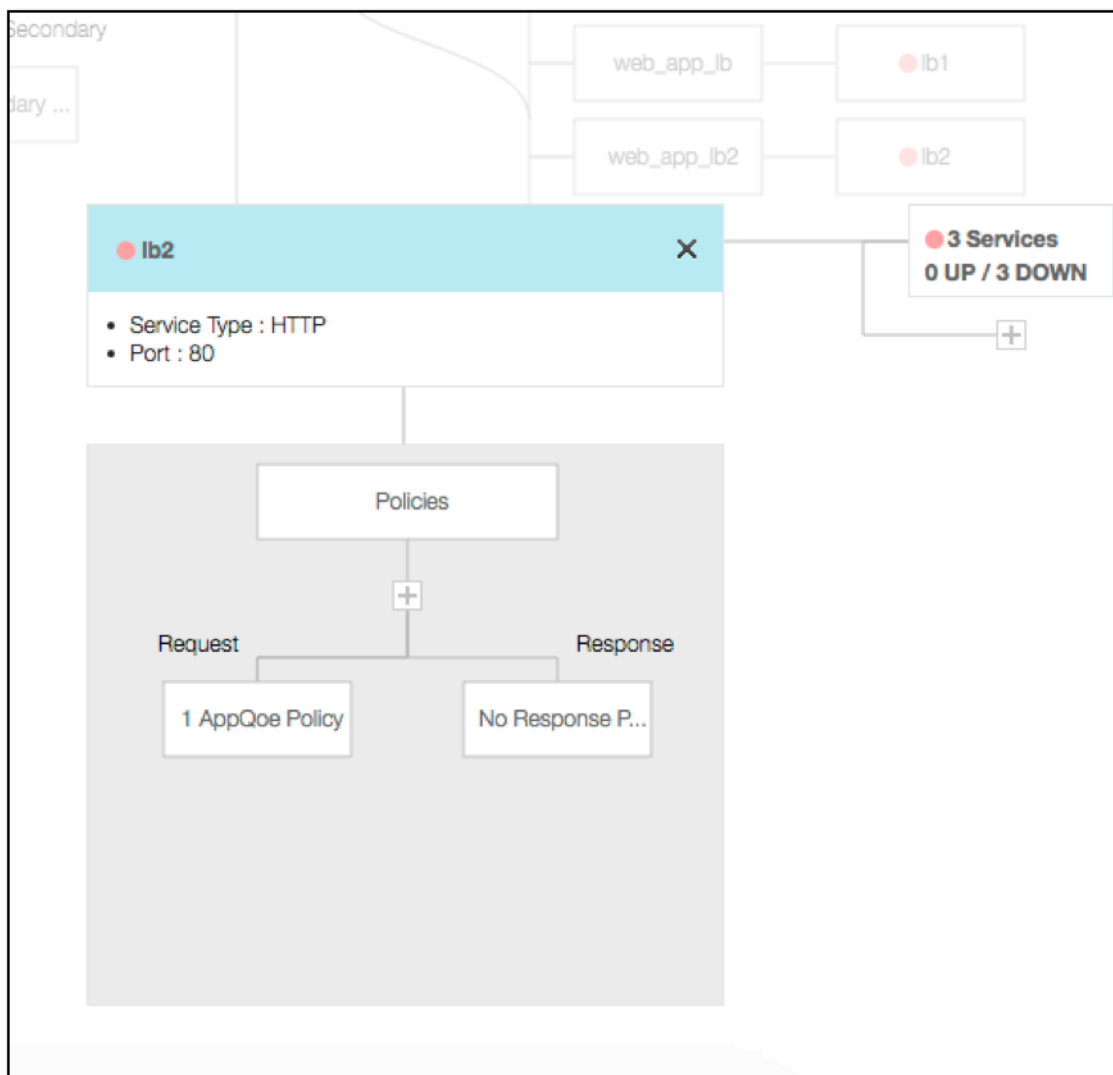 Secondary
dary ...
web_app_lb
lb1
web_app_lb2
lb2
lb2
3 Services
0 UP / 3 DOWN
• Service Type : HTTP
• Port : 80
Policies
Request
Response
1 AppQoe Policy
No Response P...